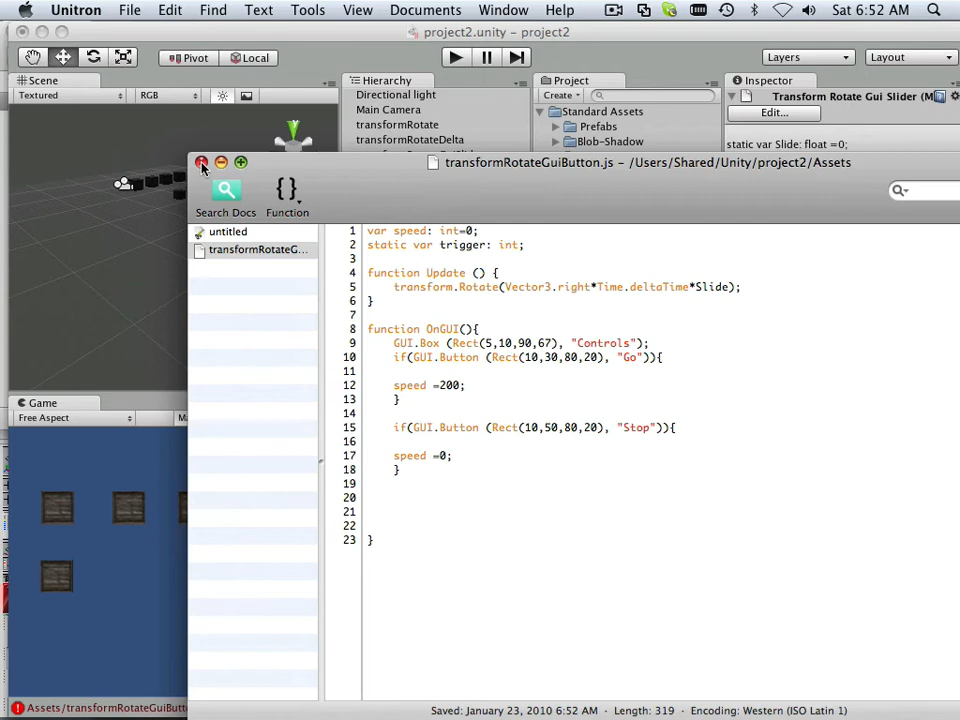 Unitron File Edit Find Text Tools View Documents Window Help Sat 6:52 AM
project2.unity – project2
Pivot Local Layers Layout
Scene Hierarchy Project Inspector
Textured RGB Directional light Create Standard Assets Transform Rotate Gui Slider (M
Main Camera Prefabs Edit...
transformRotate Blob-Shadow static var Slide: float =0;
transformRotateDelta
transformRotateGuiButton.js – /Users/Shared/Unity/project2/Assets
Search Docs Function
untitled
transformRotateG...
1 var speed: int=0;
2 static var trigger: int;
3
4 function Update () {
5 transform.Rotate(Vector3.right*Time.deltaTime*Slide);
6 }
7
8 function OnGUI(){
9 GUI.Box (Rect(5,10,90,67), "Controls");
10 if(GUI.Button (Rect(10,30,80,20), "Go")){
11
12 speed =200;
13 }
14
15 if(GUI.Button (Rect(10,50,80,20), "Stop")){
16
17 speed =0;
18 }
19
20
21
22
23 }
Game
Free Aspect Ma
Assets/transformRotateGuiButto
Saved: January 23, 2010 6:52 AM - Length: 319 - Encoding: Western (ISO Latin 1)